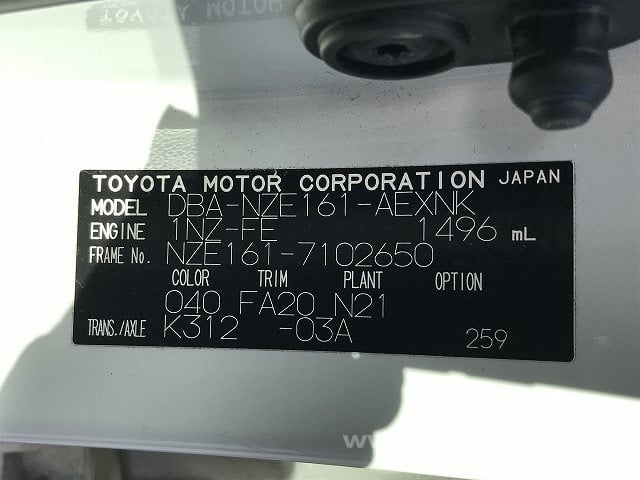 TOYOTA MOTOR CORPORATION JAPAN
MODEL DBA-NZE161-AEXNK
ENGINE 1NZ-FE 1496 mL
FRAME No. NZE161-7102650
COLOR TRIM PLANT OPTION
040 FA20 N21
TRANS./AXLE K312 -03A 259